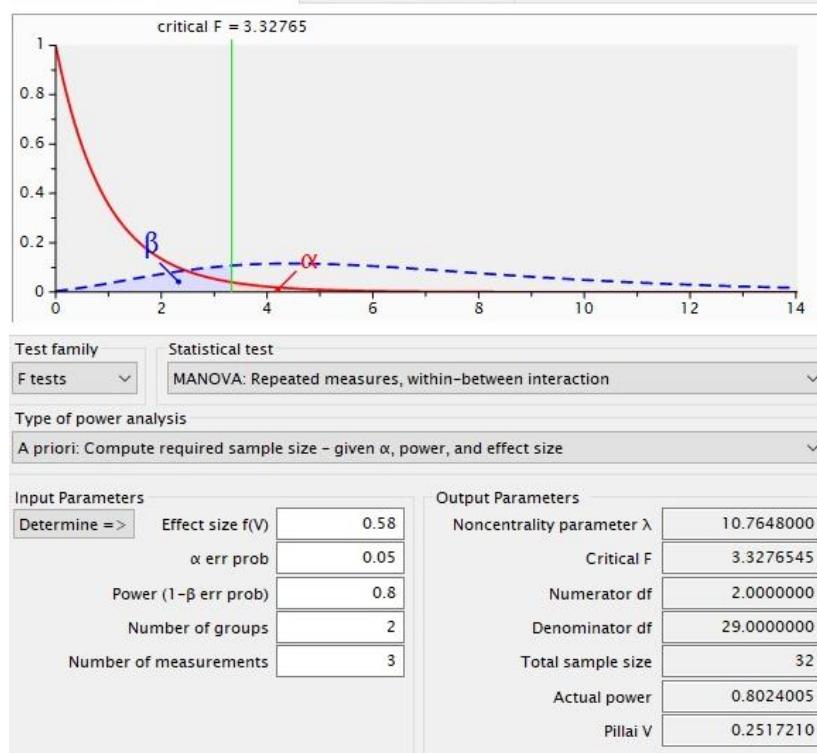 critical F = 3.32765
1
0.8
0.6
0.4
0.2
0
β
α
0 2 4 6 8 10 12 14
Test family
Statistical test
F tests
MANOVA: Repeated measures, within-between interaction
Type of power analysis
A priori: Compute required sample size - given α, power, and effect size
Input Parameters
Determine => Effect size f(V) 0.58
α err prob 0.05
Power (1-β err prob) 0.8
Number of groups 2
Number of measurements 3
Output Parameters
Noncentrality parameter λ 10.7648000
Critical F 3.3276545
Numerator df 2.0000000
Denominator df 29.0000000
Total sample size 32
Actual power 0.8024005
Pillai V 0.2517210